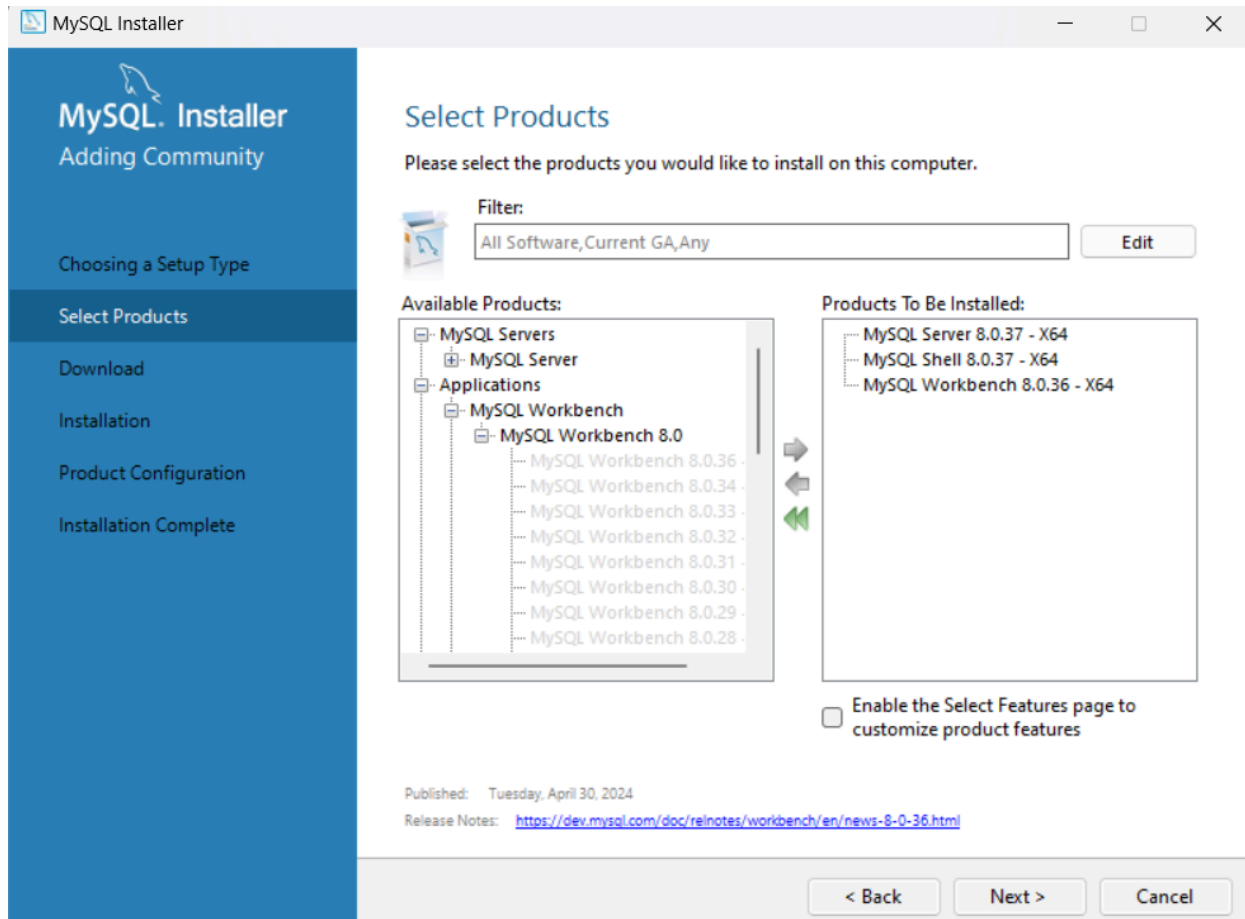 MySQL Installer
MySQL. Installer
Adding Community
Choosing a Setup Type
Select Products
Download
Installation
Product Configuration
Installation Complete
Select Products
Please select the products you would like to install on this computer.
Filter:
All Software,Current GA,Any
Edit
Available Products:
MySQL Servers
MySQL Server
Applications
MySQL Workbench
MySQL Workbench 8.0
MySQL Workbench 8.0.36 -
MySQL Workbench 8.0.34 -
MySQL Workbench 8.0.33 -
MySQL Workbench 8.0.32 -
MySQL Workbench 8.0.31 -
MySQL Workbench 8.0.30 -
MySQL Workbench 8.0.29 -
MySQL Workbench 8.0.28 -
Products To Be Installed:
MySQL Server 8.0.37 - X64
MySQL Shell 8.0.37 - X64
MySQL Workbench 8.0.36 - X64
Enable the Select Features page to
customize product features
Published: Tuesday, April 30, 2024
Release Notes: https://dev.mysql.com/doc/relnotes/workbench/en/news-8-0-36.html
< Back
Next >
Cancel